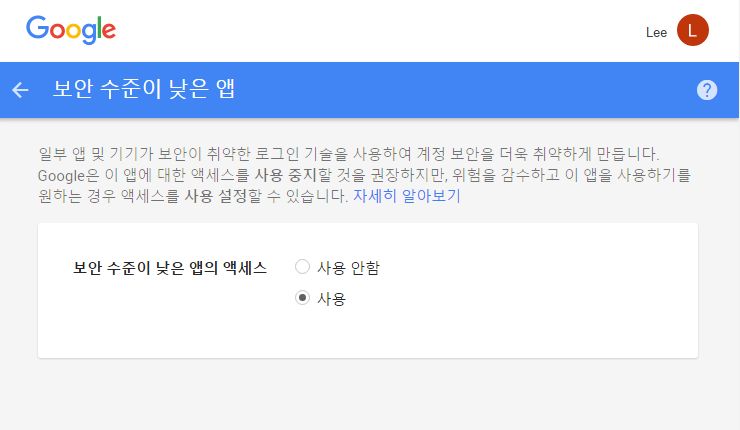 Google
Lee
L
보안 수준이 낮은 앱
?
일부 앱 및 기기가 보안이 취약한 로그인 기술을 사용하여 계정 보안을 더욱 취약하게 만듭니다.
Google은 이 앱에 대한 액세스를 사용 중지할 것을 권장하지만, 위험을 감수하고 이 앱을 사용하기를
원하는 경우 액세스를 사용 설정할 수 있습니다. 자세히 알아보기
보안 수준이 낮은 앱의 액세스
사용 안함
사용